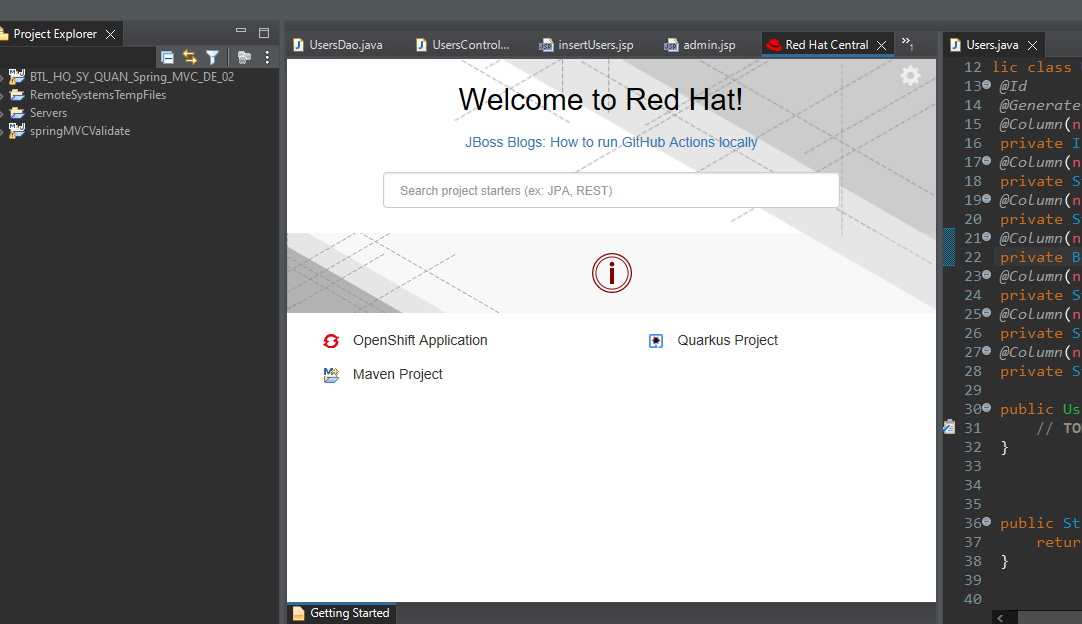 Project Explorer
BTL_HO_SY_QUAN_Spring_MVC_DE_02
RemoteSystemsTempFiles
Servers
springMVCValidate
UsersDao.java
UsersControl...
insertUsers.jsp
admin.jsp
Red Hat Central
»1
Welcome to Red Hat!
JBoss Blogs: How to run GitHub Actions locally
Search project starters (ex: JPA, REST)
OpenShift Application
Quarkus Project
Maven Project
Getting Started
Users.java
12 lic class
13 @Id
14 @Generate
15 @Column(n
16 private I
17 @Column(n
18 private S
19 @Column(n
20 private S
21 @Column(n
22 private B
23 @Column(n
24 private S
25 @Column(n
26 private S
27 @Column(n
28 private S
29
30 public Us
31 // TO
32 }
33
34
35
36 public St
37 retur
38 }
39
40